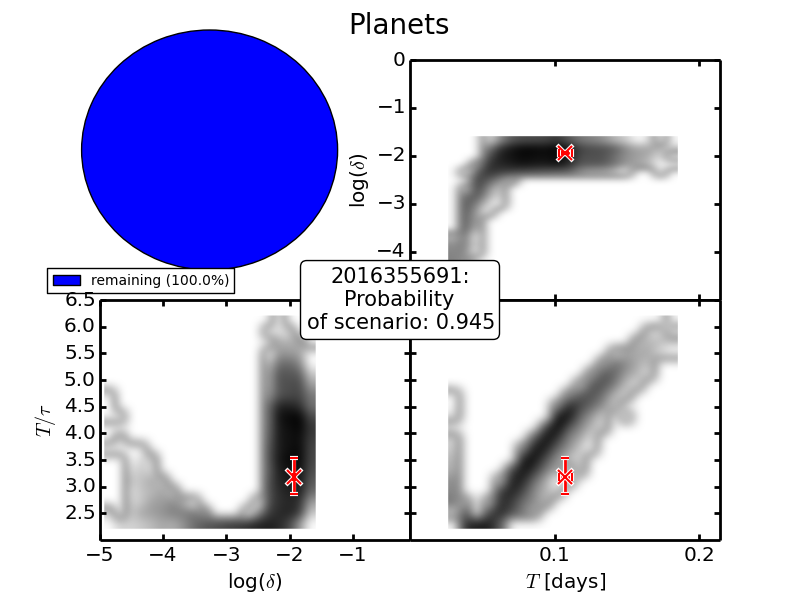 Planets
0
−1
−2
−3
−4
log(δ)
remaining (100.0%)
2016355691:
Probability
of scenario: 0.945
6.5
6.0
5.5
5.0
4.5
4.0
3.5
3.0
2.5
T/τ
−5 −4 −3 −2 −1
0.1 0.2
log(δ)
T [days]